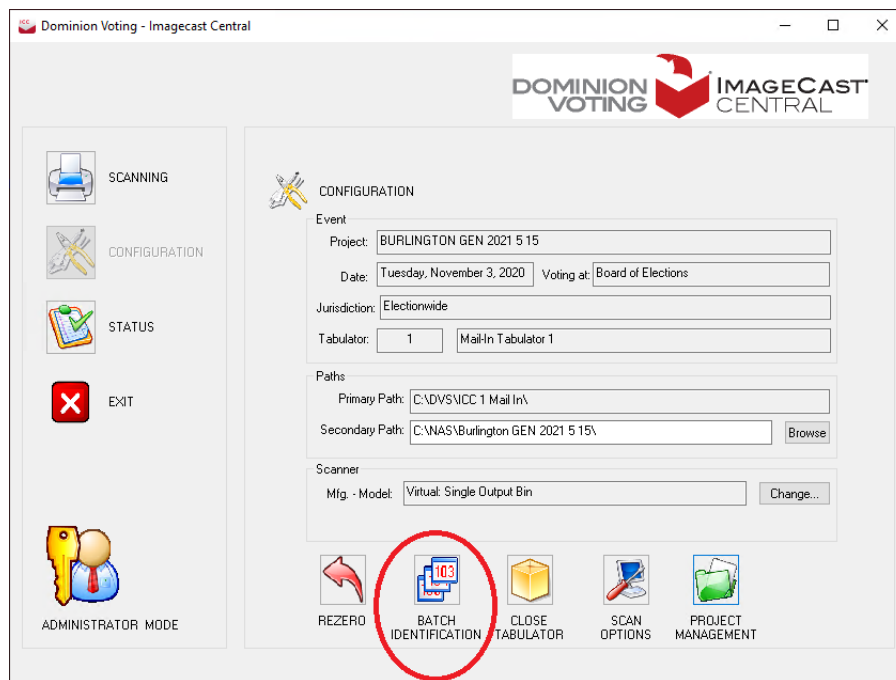 ICC
Dominion Voting - Imagecast Central
DOMINION VOTING
IMAGECAST CENTRAL
SCANNING
CONFIGURATION
STATUS
EXIT
ADMINISTRATOR MODE
CONFIGURATION
Event
Project: BURLINGTON GEN 2021 5 15
Date: Tuesday, November 3, 2020 Voting at: Board of Elections
Jurisdiction: Electionwide
Tabulator: 1 Mail-In Tabulator 1
Paths
Primary Path: C:\DVS\ICC 1 Mail In\
Secondary Path: C:\NAS\Burlington GEN 2021 5 15\ Browse
Scanner
Mfg. - Model: Virtual: Single Output Bin Change...
103
REZERO
BATCH IDENTIFICATION
CLOSE TABULATOR
SCAN OPTIONS
PROJECT MANAGEMENT